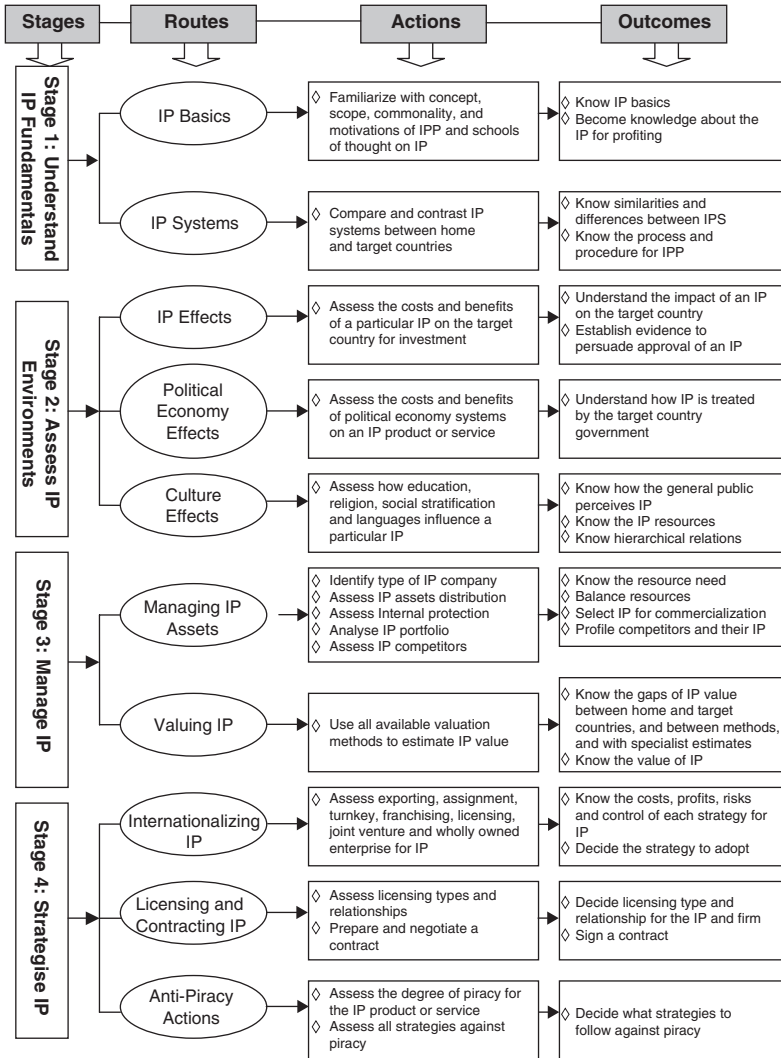 Stages
Routes
Actions
Outcomes
Stage 1: Understand
IP Fundamentals
IP Basics
◊ Familiarize with concept,
scope, commonality, and
motivations of IPP and schools
of thought on IP
◊ Know IP basics
◊ Become knowledge about the
IP for profiting
IP Systems
◊ Compare and contrast IP
systems between home
and target countries
◊ Know similarities and
differences between IPS
◊ Know the process and
procedure for IPP
Stage 2: Assess IP
Environments
IP Effects
◊ Assess the costs and benefits
of a particular IP on the target
country for investment
◊ Understand the impact of an IP
on the target country
◊ Establish evidence to
persuade approval of an IP
Political
Economy
Effects
◊ Assess the costs and benefits
of political economy systems
on an IP product or service
◊ Understand how IP is treated
by the target country
government
Culture
Effects
◊ Assess how education,
religion, social stratification
and languages influence a
particular IP
◊ Know how the general public
perceives IP
◊ Know the IP resources
◊ Know hierarchical relations
Stage 3: Manage IP
Managing IP
Assets
◊ Identify type of IP company
◊ Assess IP assets distribution
◊ Assess Internal protection
◊ Analyse IP portfolio
◊ Assess IP competitors
◊ Know the resource need
◊ Balance resources
◊ Select IP for commercialization
◊ Profile competitors and their IP
Valuing IP
◊ Use all available valuation
methods to estimate IP value
◊ Know the gaps of IP value
between home and target
countries, and between methods,
and with specialist estimates
◊ Know the value of IP
Stage 4: Strategise IP
Internationalizing
IP
◊ Assess exporting, assignment,
turnkey, franchising, licensing,
joint venture and wholly owned
enterprise for IP
◊ Know the costs, profits, risks
and control of each strategy for
IP
◊ Decide the strategy to adopt
Licensing and
Contracting IP
◊ Assess licensing types and
relationships
◊ Prepare and negotiate a
contract
◊ Decide licensing type and
relationship for the IP and firm
◊ Sign a contract
Anti-Piracy
Actions
◊ Assess the degree of piracy for
the IP product or service
◊ Assess all strategies against
piracy
◊ Decide what strategies to
follow against piracy